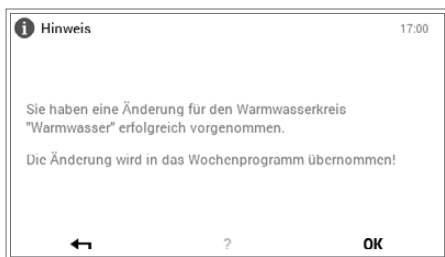 i Hinweis 17:00
Sie haben eine Änderung für den Warmwasserkreis
"Warmwasser" erfolgreich vorgenommen.
Die Änderung wird in das Wochenprogramm übernommen!
? OK